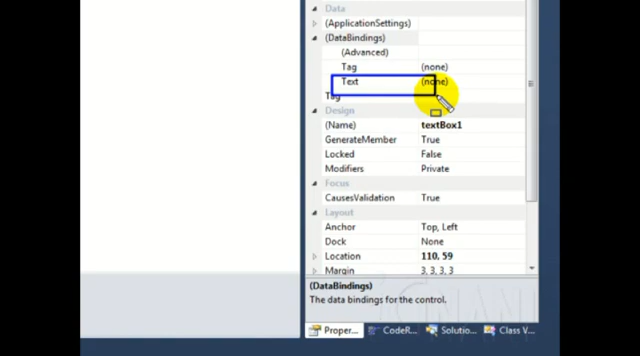 Data
(ApplicationSettings)
(DataBindings)
(Advanced)
Tag (none)
Text (none)
Tag
Design
(Name) textBox1
GenerateMember True
Locked False
Modifiers Private
Focus
CausesValidation True
Layout
Anchor Top, Left
Dock None
Location 110, 59
Margin 3, 3, 3, 3
(DataBindings)
The data bindings for the control.
Proper... CodeR... Solutio... Class V...